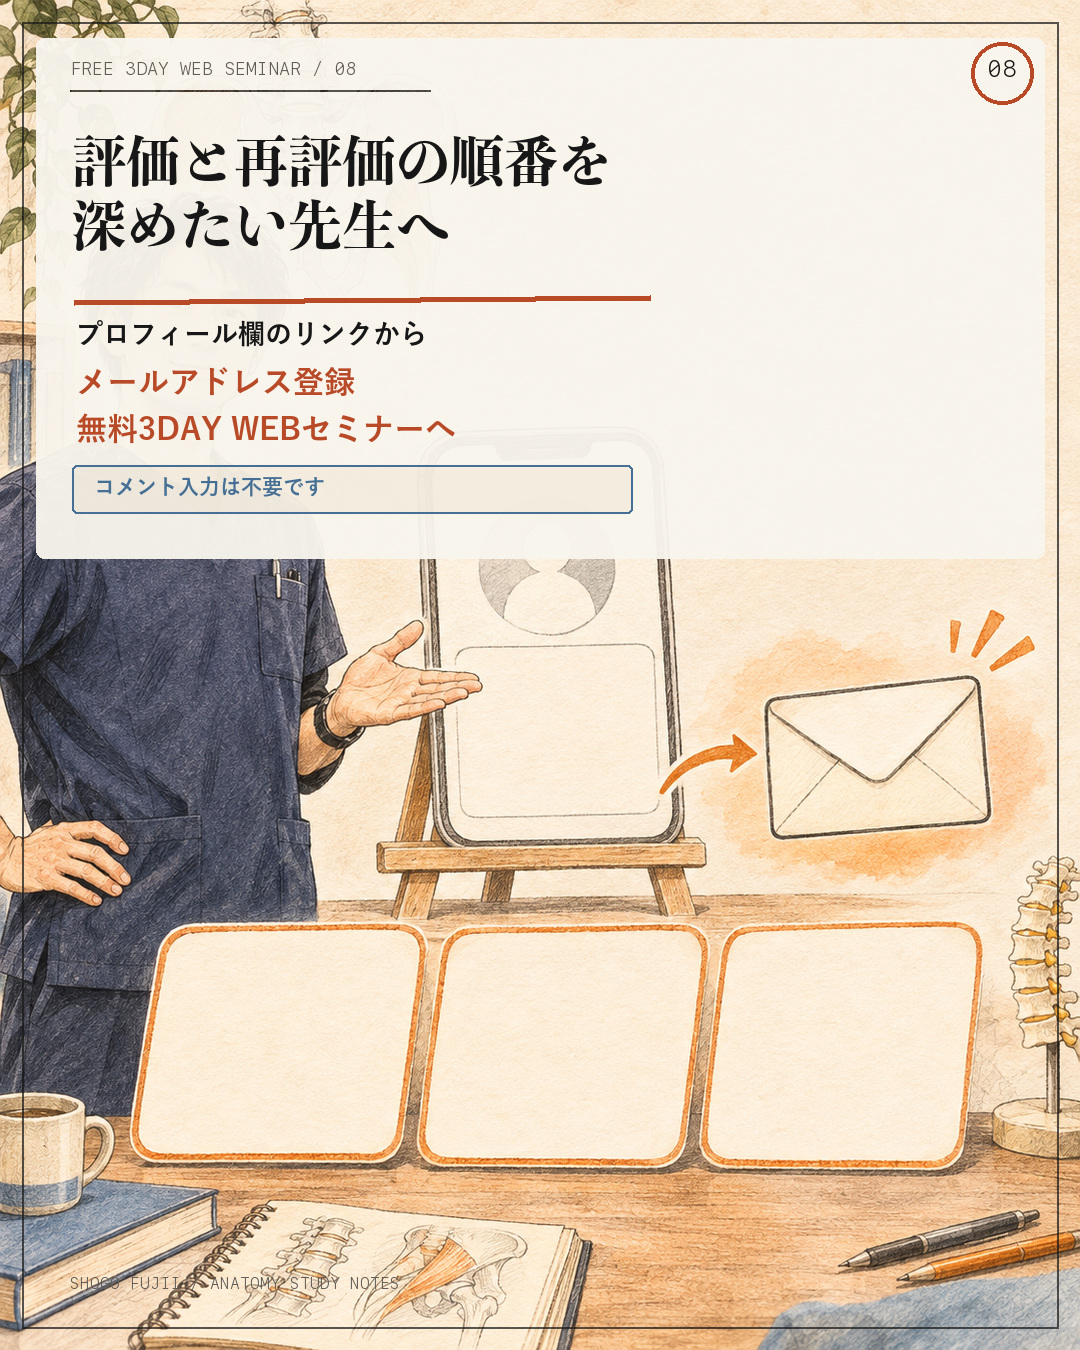 FREE 3DAY WEB SEMINAR / 08
08
評価と再評価の順番を
深めたい先生へ
プロフィール欄のリンクから
メールアドレス登録
無料3DAY WEBセミナーへ
コメント入力は不要です
SHOGO FUJII / ANATOMY STUDY NOTES